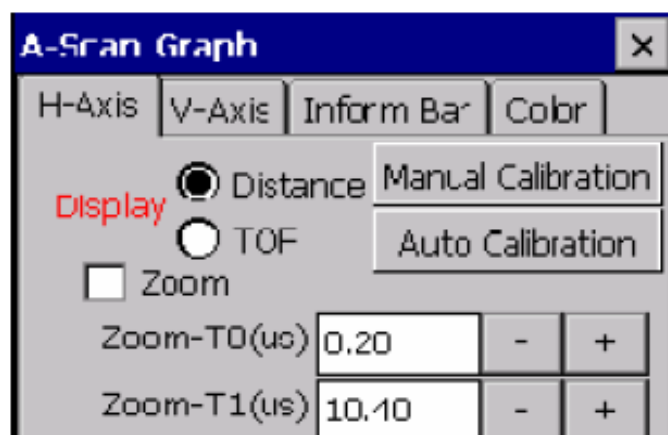 A-Scan Graph ×
H-Axis V-Axis Inform Bar Color
Display Distance Manual Calibration
TOF Auto Calibration
Zoom
Zoom-T0(us) 0.20 - +
Zoom-T1(us) 10.40 - +